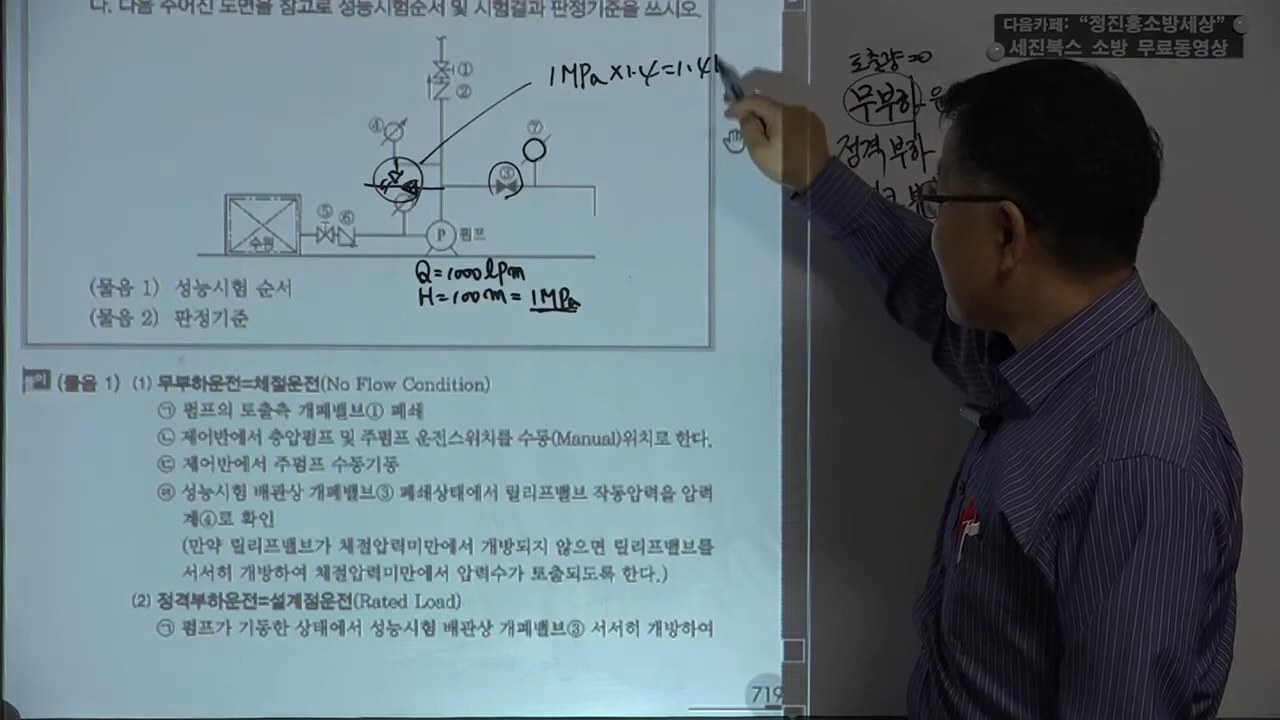 다. 다음 주어진 도면을 참고로 성능시험순서 및 시험결과 판정기준을 쓰시오.
다음카페: "정진홍소방세상"
세진북스 소방 무료동영상
토출량=0
무부하
정격부하
1MPa×1.4=1.4
①
②
④
⑦
③
⑤
⑥
수원
P
펌프
Q=1000lpm
H=100m=1MPa
(물음 1) 성능시험 순서
(물음 2) 판정기준
(물음 1) (1) 무부하운전=체절운전(No Flow Condition)
㉠ 펌프의 토출측 개폐밸브① 폐쇄
㉡ 제어반에서 충압펌프 및 주펌프 운전스위치를 수동(Manual)위치로 한다.
㉢ 제어반에서 주펌프 수동기동
㉣ 성능시험 배관상 개폐밸브③ 폐쇄상태에서 릴리프밸브 작동압력을 압력
계④로 확인
(만약 릴리프밸브가 체절압력미만에서 개방되지 않으면 릴리프밸브를
서서히 개방하여 체절압력미만에서 압력수가 토출되도록 한다.)
(2) 정격부하운전=설계점운전(Rated Load)
㉠ 펌프가 기동한 상태에서 성능시험 배관상 개폐밸브③ 서서히 개방하여
719